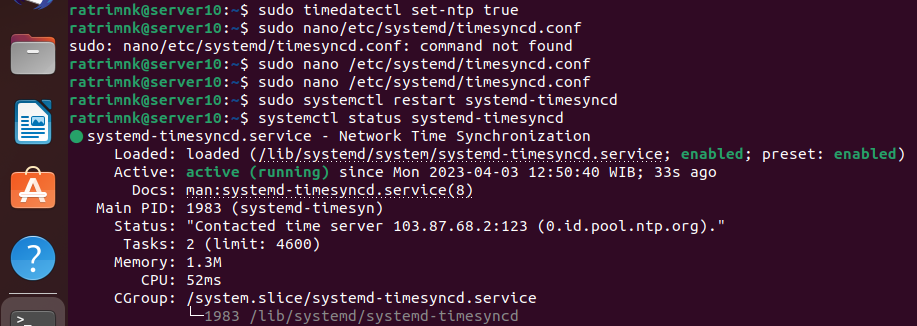 ratrimnk@server10:~$ sudo timedatectl set-ntp true
ratrimnk@server10:~$ sudo nano/etc/systemd/timesyncd.conf
sudo: nano/etc/systemd/timesyncd.conf: command not found
ratrimnk@server10:~$ sudo nano /etc/systemd/timesyncd.conf
ratrimnk@server10:~$ sudo nano /etc/systemd/timesyncd.conf
ratrimnk@server10:~$ sudo systemctl restart systemd-timesyncd
ratrimnk@server10:~$ systemctl status systemd-timesyncd
● systemd-timesyncd.service - Network Time Synchronization
Loaded: loaded (/lib/systemd/system/systemd-timesyncd.service; enabled; preset: enabled)
Active: active (running) since Mon 2023-04-03 12:50:40 WIB; 33s ago
Docs: man:systemd-timesyncd.service(8)
Main PID: 1983 (systemd-timesyn)
Status: "Contacted time server 103.87.68.2:123 (0.id.pool.ntp.org)."
Tasks: 2 (limit: 4600)
Memory: 1.3M
CPU: 52ms
CGroup: /system.slice/systemd-timesyncd.service
└─1983 /lib/systemd/systemd-timesyncd